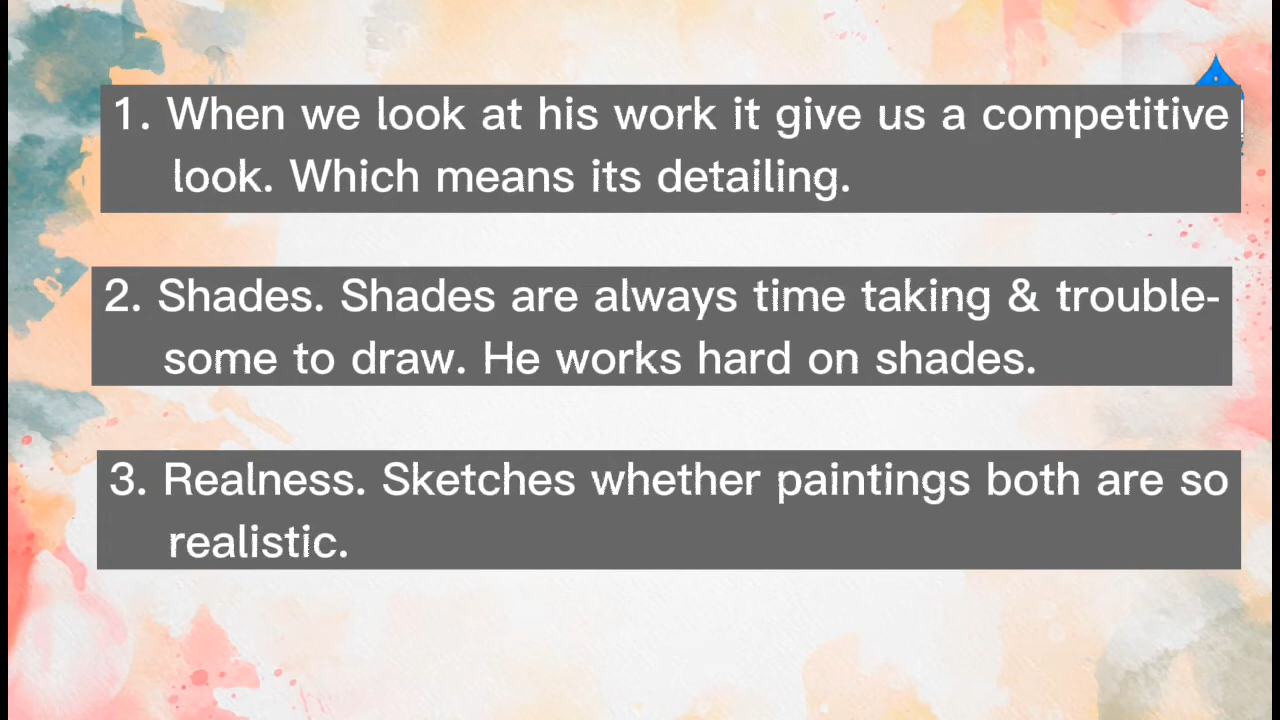 1. When we look at his work it give us a competitive
look. Which means its detailing.
2. Shades. Shades are always time taking & trouble-
some to draw. He works hard on shades.
3. Realness. Sketches whether paintings both are so
realistic.